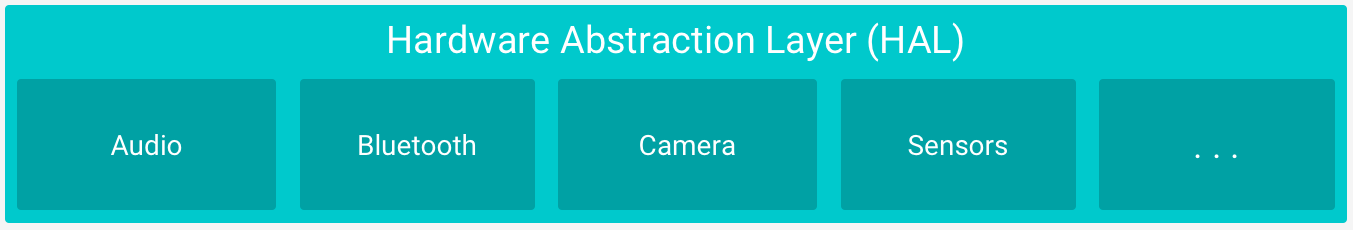 Hardware Abstraction Layer (HAL)
Audio
Bluetooth
Camera
Sensors
. . .